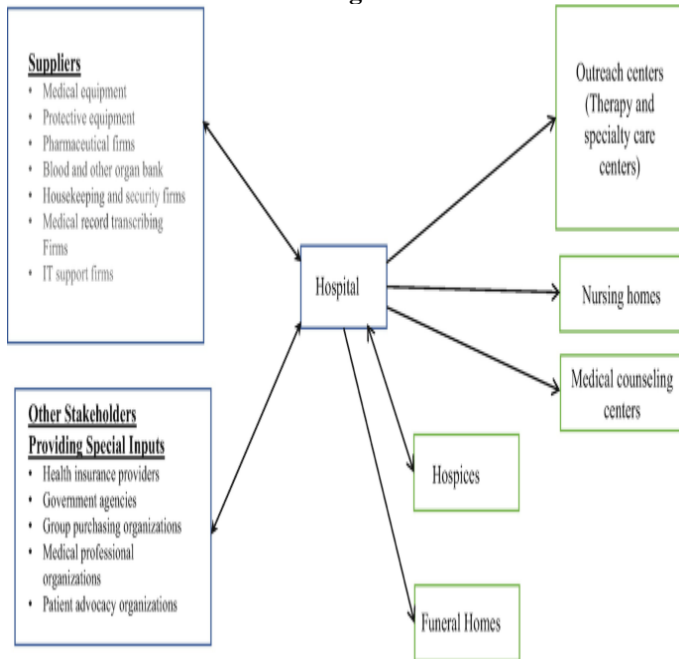 Suppliers
• Medical equipment
• Protective equipment
• Pharmaceutical firms
• Blood and other organ bank
• Housekeeping and security firms
• Medical record transcribing
Firms
• IT support firms
Outreach centers
(Therapy and
specialty care
centers)
Hospital
Nursing homes
Medical counseling
centers
Other Stakeholders
Providing Special Inputs
• Health insurance providers
• Government agencies
• Group purchasing organizations
• Medical professional
organizations
• Patient advocacy organizations
Hospices
Funeral Homes